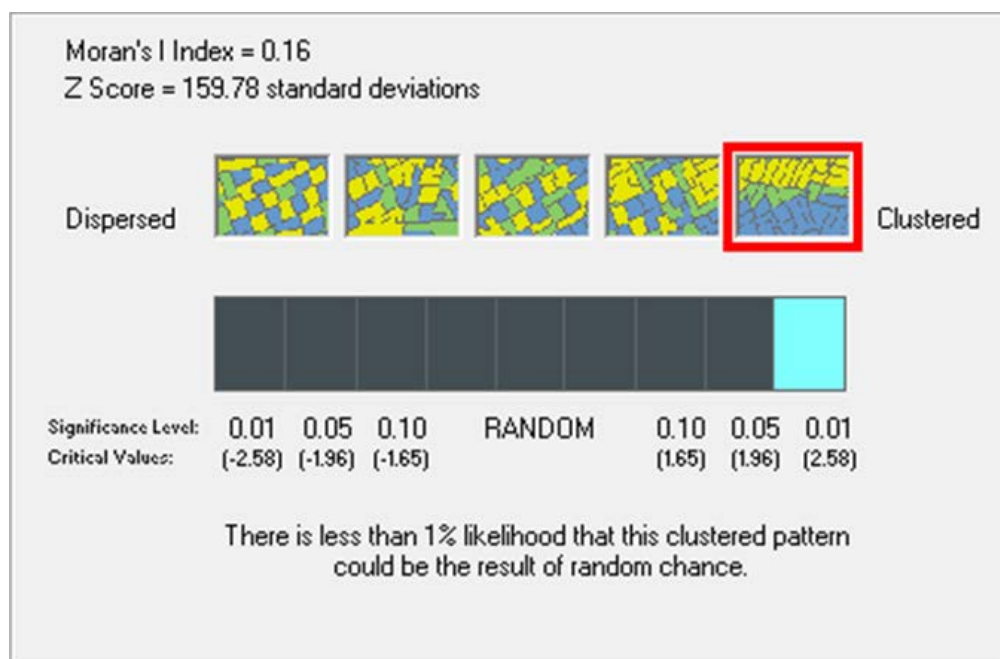 Moran's I Index = 0.16
Z Score = 159.78 standard deviations
Dispersed
Clustered
Significance Level: 0.01 0.05 0.10 RANDOM 0.10 0.05 0.01
Critical Values: (-2.58) (-1.96) (-1.65) (1.65) (1.96) (2.58)
There is less than 1% likelihood that this clustered pattern
could be the result of random chance.